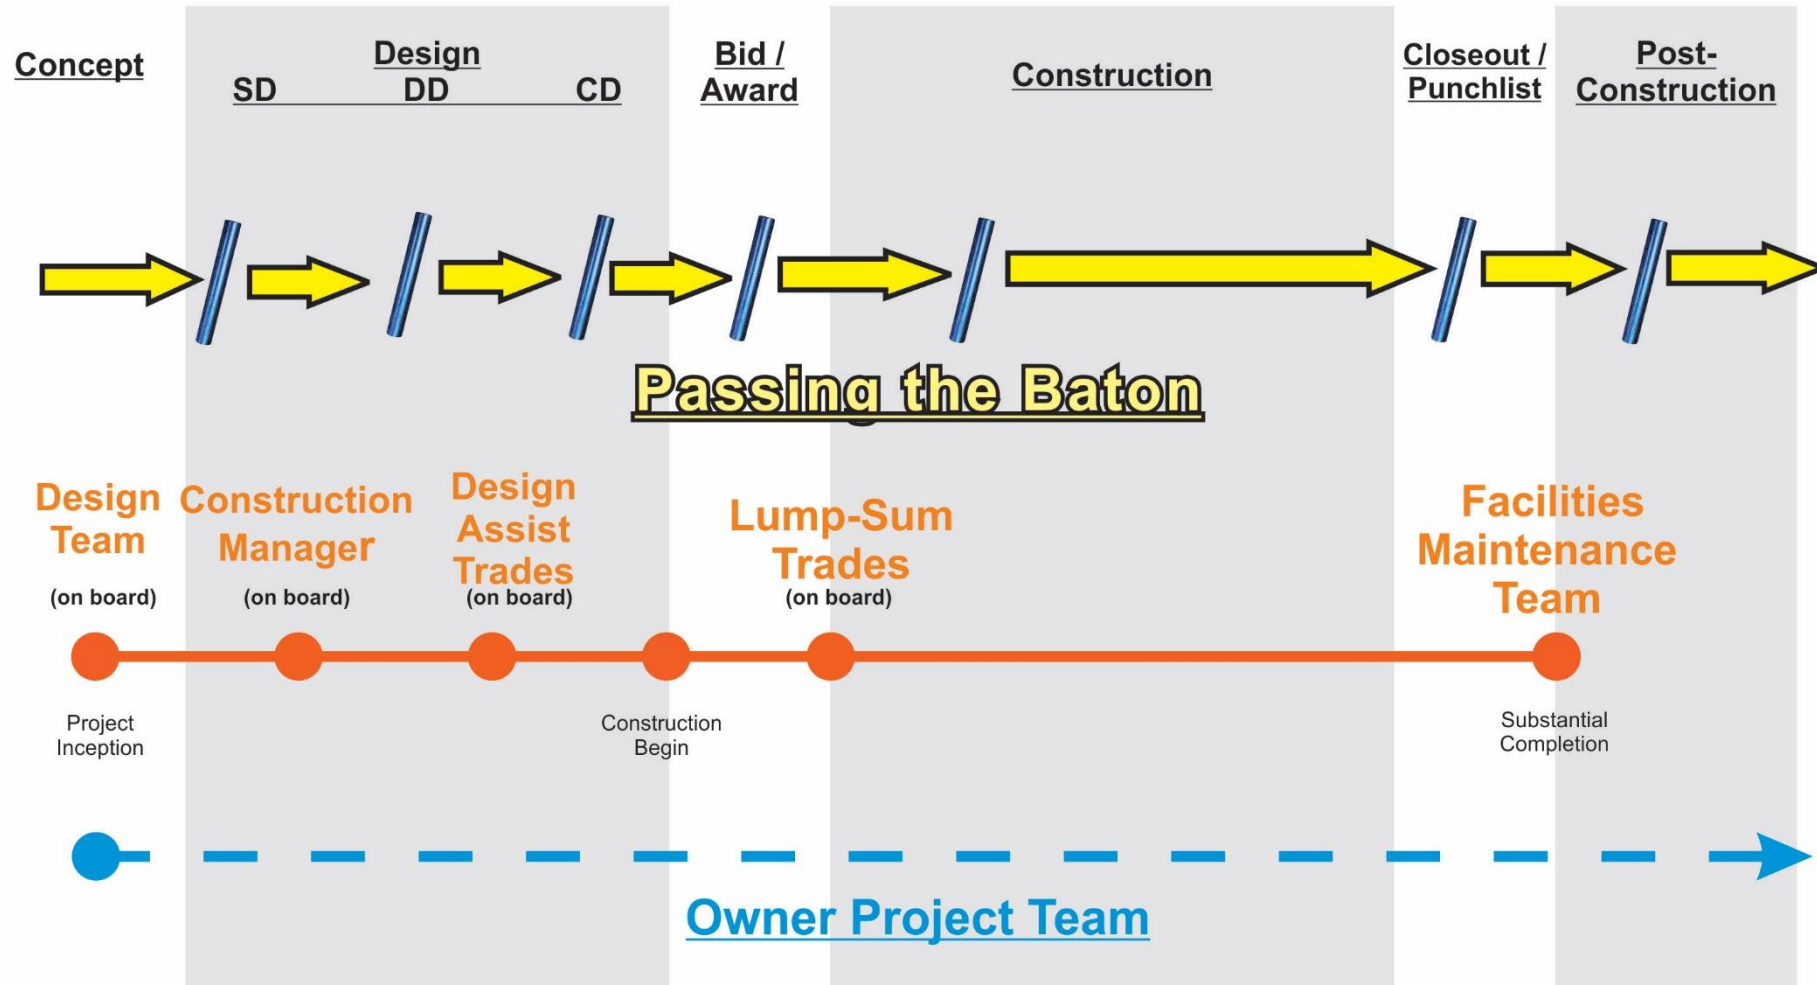 Concept
Design
SD DD CD
Bid /
Award
Construction
Closeout /
Punchlist
Post-
Construction
Passing the Baton
Design
Team
(on board)
Construction
Manager
(on board)
Design
Assist
Trades
(on board)
Lump-Sum
Trades
(on board)
Facilities
Maintenance
Team
Project
Inception
Construction
Begin
Substantial
Completion
Owner Project Team